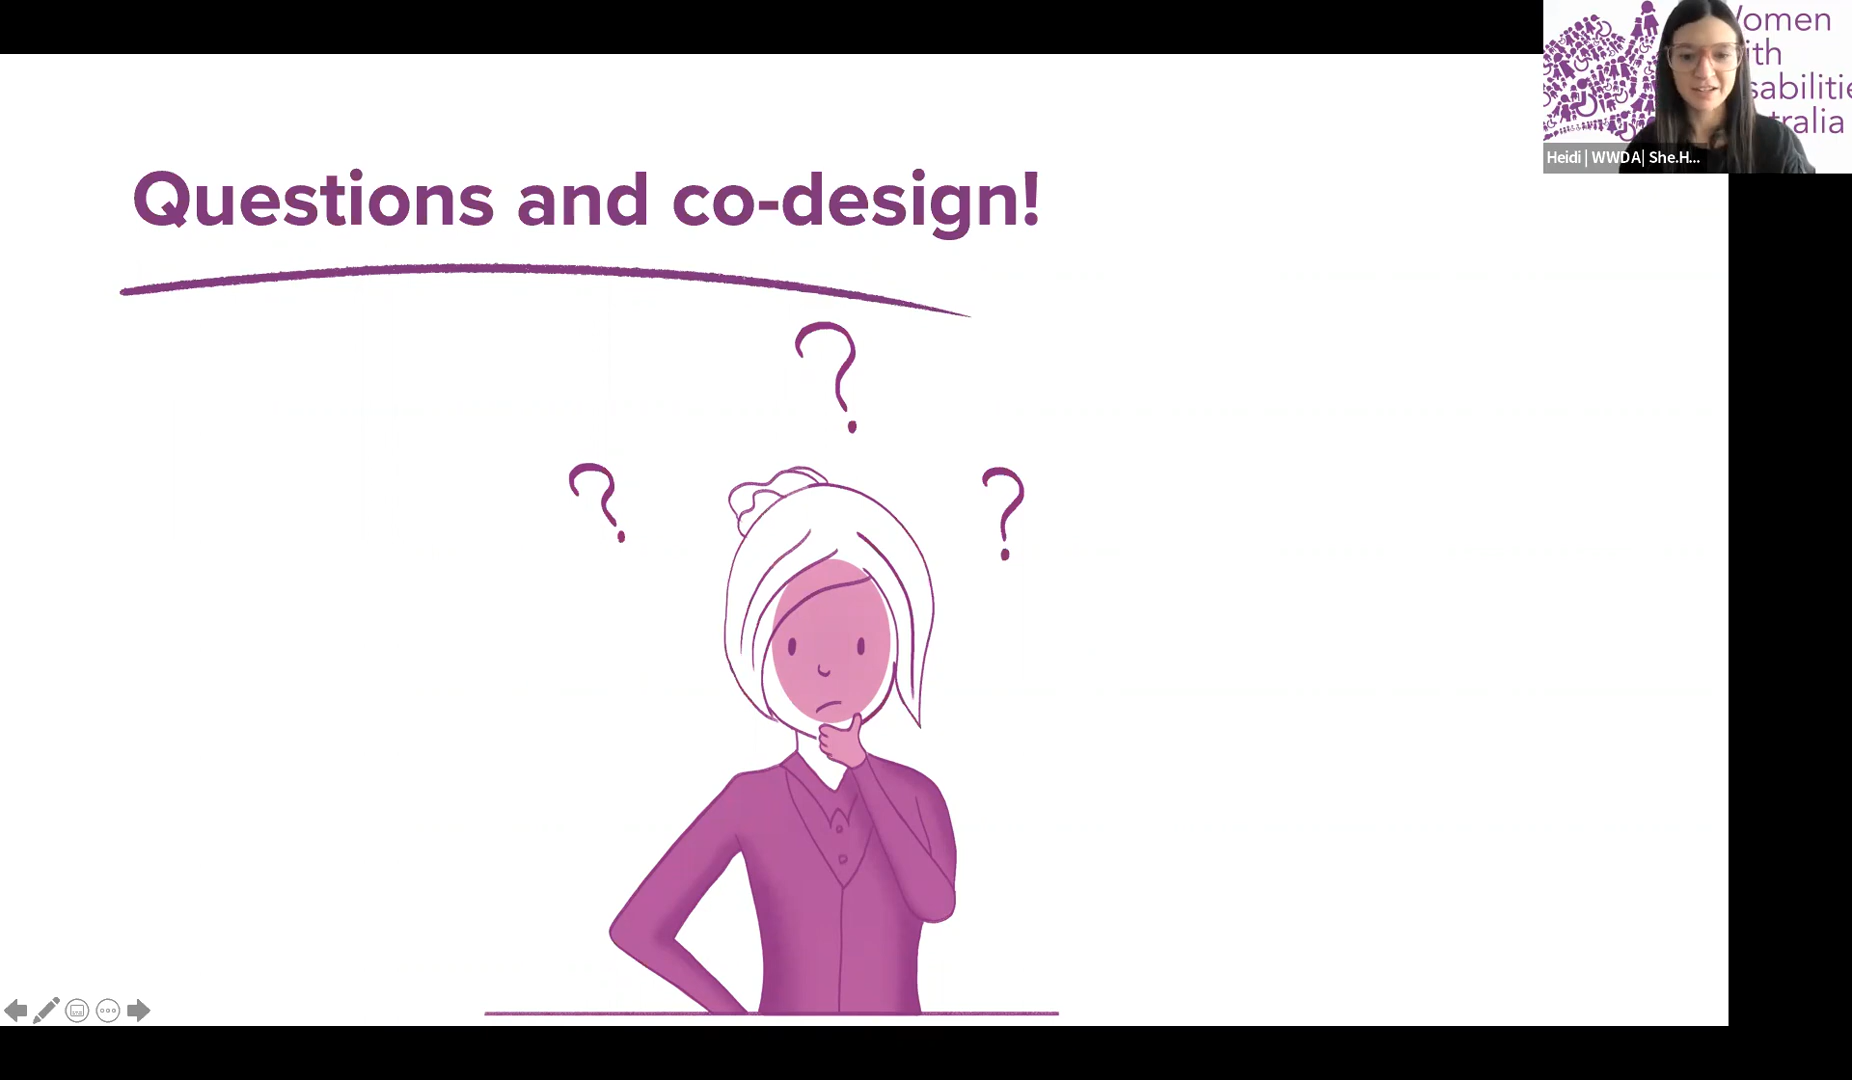 Questions and co-design!
? ? ?
omen
ith
sabilitie
tralia
Heidi | WWDA| She.H...